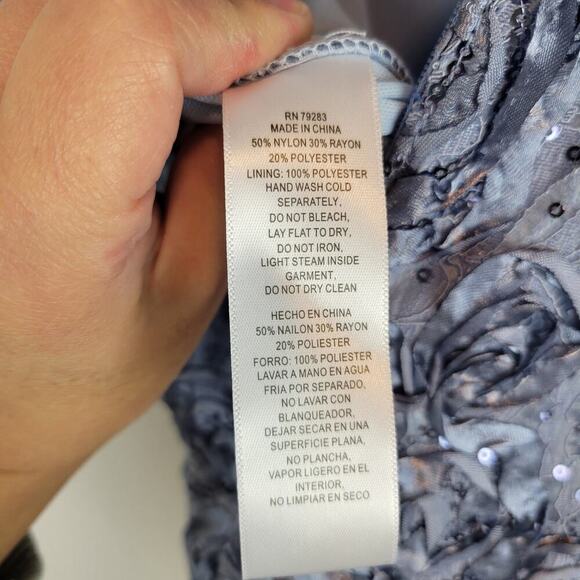 RN 79283
MADE IN CHINA
50% NYLON 30% RAYON
20% POLYESTER
LINING: 100% POLYESTER
HAND WASH COLD
SEPARATELY,
DO NOT BLEACH,
LAY FLAT TO DRY,
DO NOT IRON,
LIGHT STEAM INSIDE
GARMENT,
DO NOT DRY CLEAN
HECHO EN CHINA
50% NAILON 30% RAYON
20% POLIESTER
FORRO: 100% POLIESTER
LAVAR A MANO EN AGUA
FRIA POR SEPARADO,
NO LAVAR CON
BLANQUEADOR,
DEJAR SECAR EN UNA
SUPERFICIE PLANA,
NO PLANCHA,
VAPOR LIGERO EN EL
INTERIOR,
NO LIMPIAR EN SECO